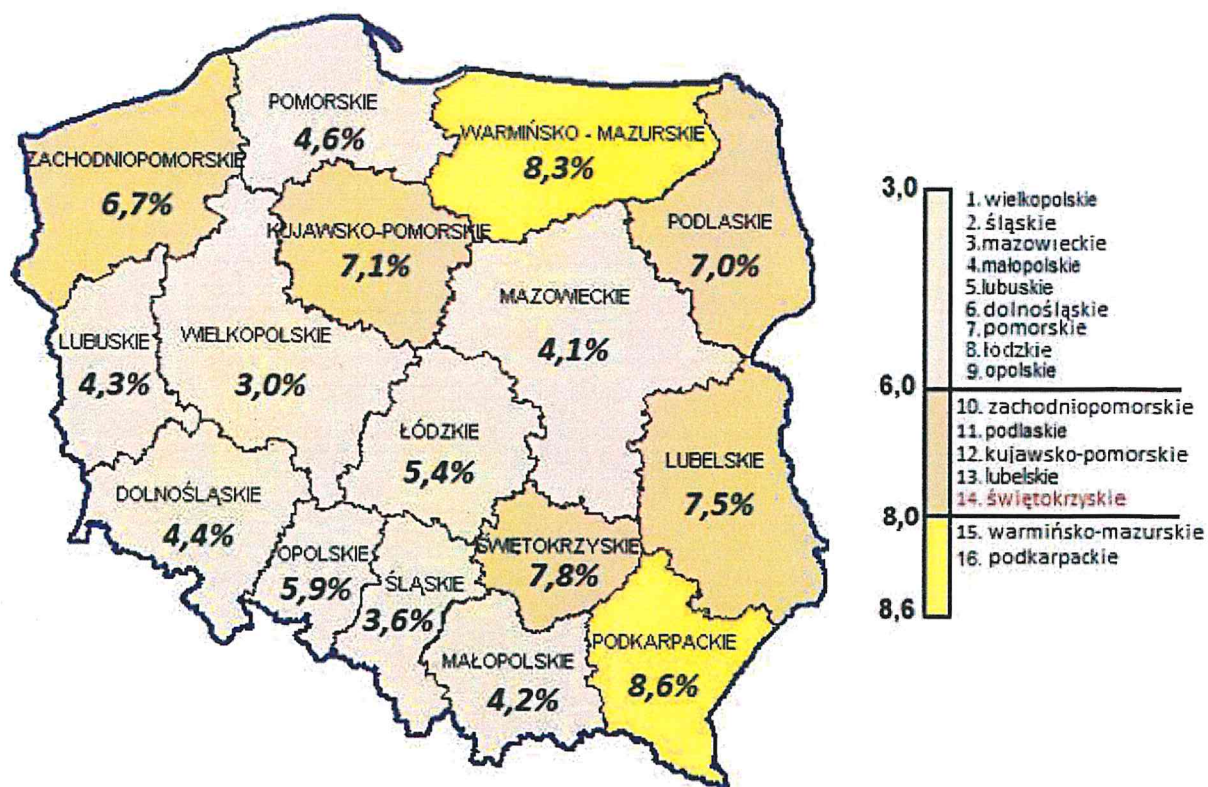 POMORSKIE
4,6%
WARMIŃSKO - MAZURSKIE
8,3%
ZACHODNIOPOMORSKIE
6,7%
KUJAWSKO-POMORSKIE
7,1%
PODLASKIE
7,0%
MAZOWIECKIE
4,1%
LUBUSKIE
4,3%
WIELKOPOLSKIE
3,0%
ŁÓDZKIE
5,4%
LUBELSKIE
7,5%
DOLNOŚLĄSKIE
4,4%
OPOLSKIE
5,9%
ŚLĄSKIE
3,6%
ŚWIĘTOKRZYSKIE
7,8%
MAŁOPOLSKIE
4,2%
PODKARPACKIE
8,6%
3,0
1. wielkopolskie
2. śląskie
3. mazowieckie
4. małopolskie
5. lubuskie
6. dolnośląskie
7. pomorskie
8. łódzkie
9. opolskie
6,0
10. zachodniopomorskie
11. podlaskie
12. kujawsko-pomorskie
13. lubelskie
14. świętokrzyskie
8,0
15. warmińsko-mazurskie
16. podkarpackie
8,6